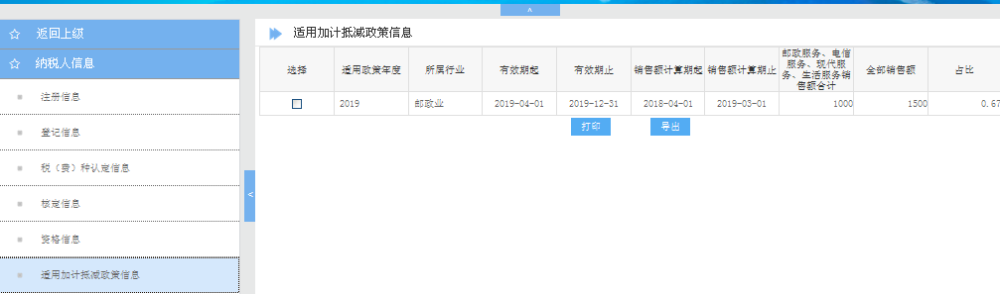 ^
返回上级
纳税人信息
注册信息
登记信息
税（费）种认定信息
核定信息
资格信息
适用加计抵减政策信息
<
适用加计抵减政策信息
选择 适用政策年度 所属行业 有效期起 有效期止 销售额计算期起 销售额计算期止 邮政服务、电信服务、现代服务、生活服务销售额合计 全部销售额 占比
2019 邮政业 2019-04-01 2019-12-31 2018-04-01 2019-03-01 1000 1500 0.67
打印 导出